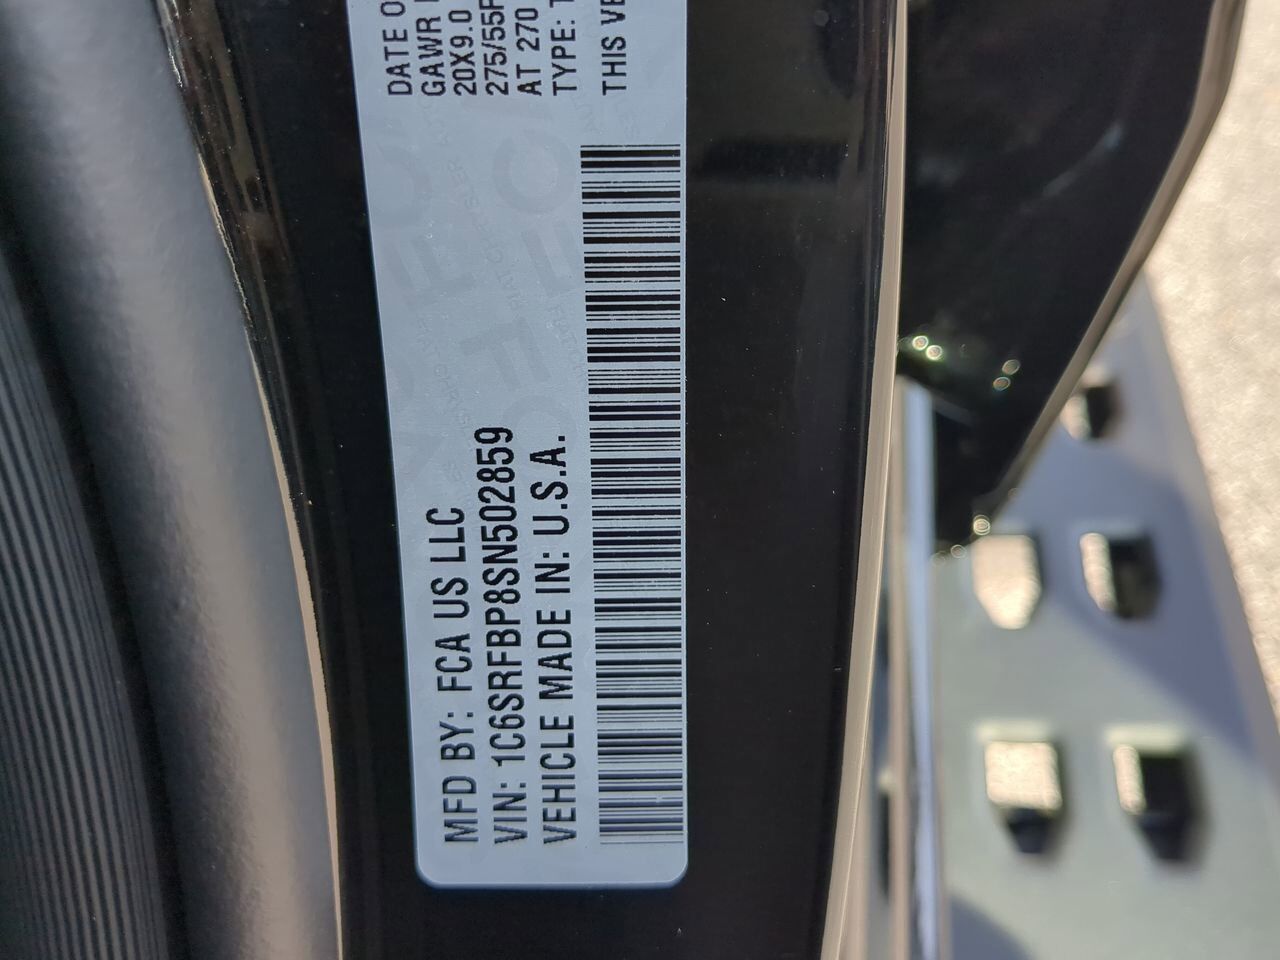 MFD BY: FCA US LLC
VIN: 1C6SRFBP8SN502859
VEHICLE MADE IN: U.S.A.
DATE O
GAWR
20X9.0
275/55
AT 270
TYPE:
THIS